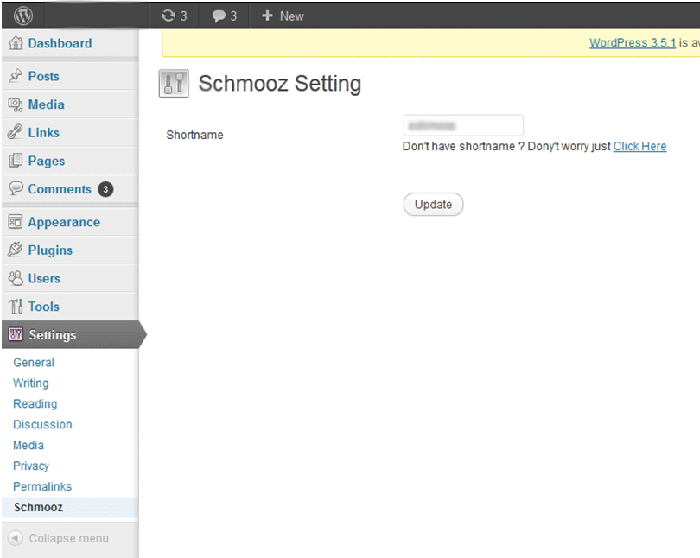 3 3 New
WordPress 3.5.1 is av
Dashboard
Posts
Media
Links
Pages
Comments 3
Appearance
Plugins
Users
Tools
Settings
General
Writing
Reading
Discussion
Media
Privacy
Permalinks
Schmooz
Collapse menu
Schmooz Setting
Shortname
Don't have shortname ? Dony't worry just Click Here
Update